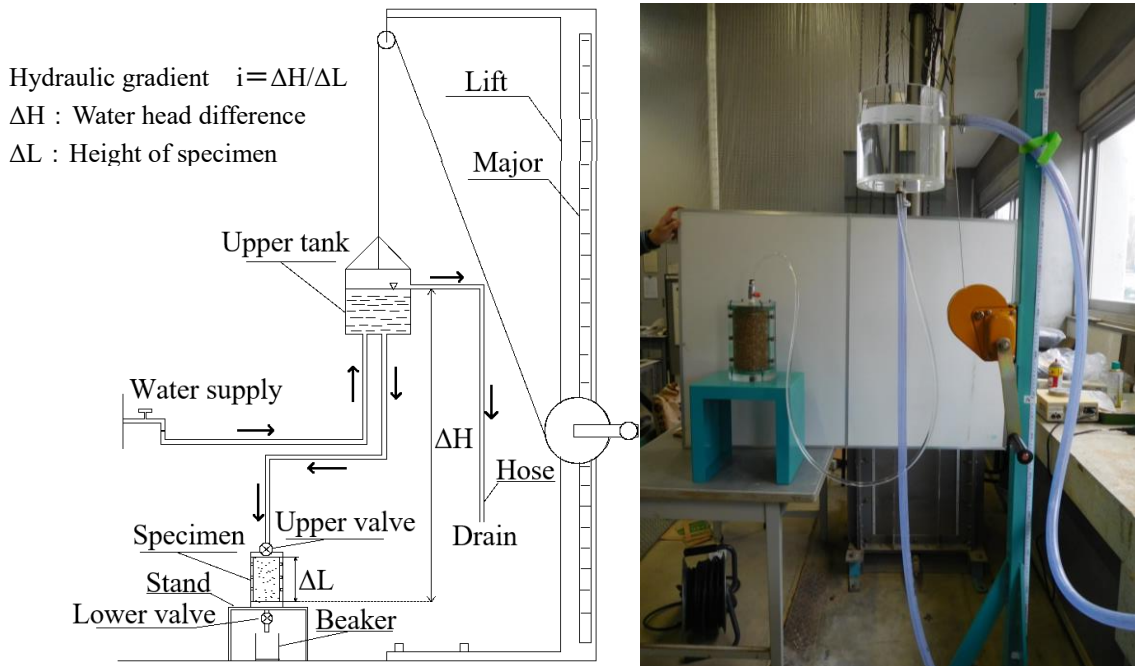 Hydraulic gradient i=ΔH/ΔL
ΔH : Water head difference
ΔL : Height of specimen
Lift
Major
Upper tank
Water supply
ΔH
Hose
Drain
Upper valve
Specimen
ΔL
Stand
Lower valve
Beaker